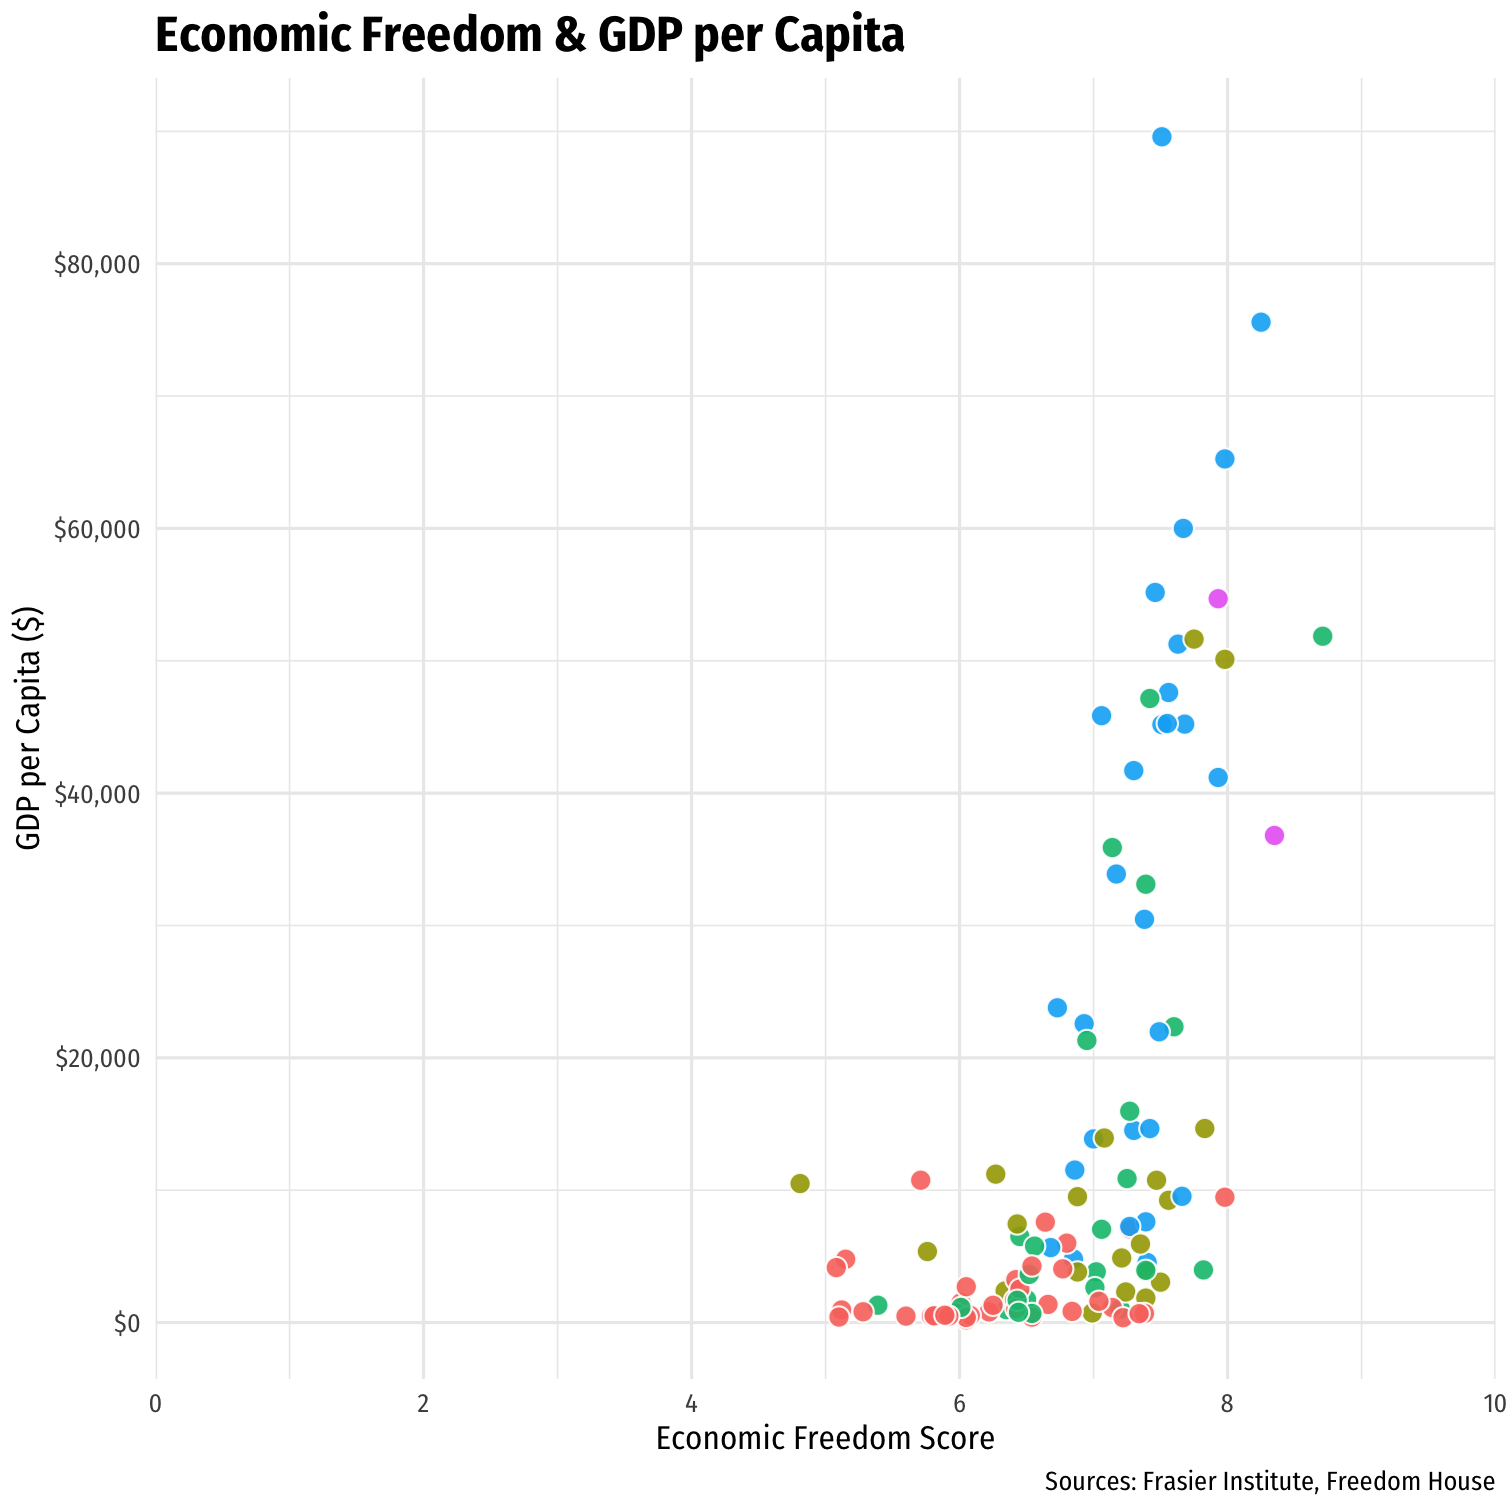 Economic Freedom & GDP per Capita
GDP per Capita ($)
$80,000
$60,000
$40,000
$20,000
$0
0 2 4 6 8 10
Economic Freedom Score
Sources: Frasier Institute, Freedom House